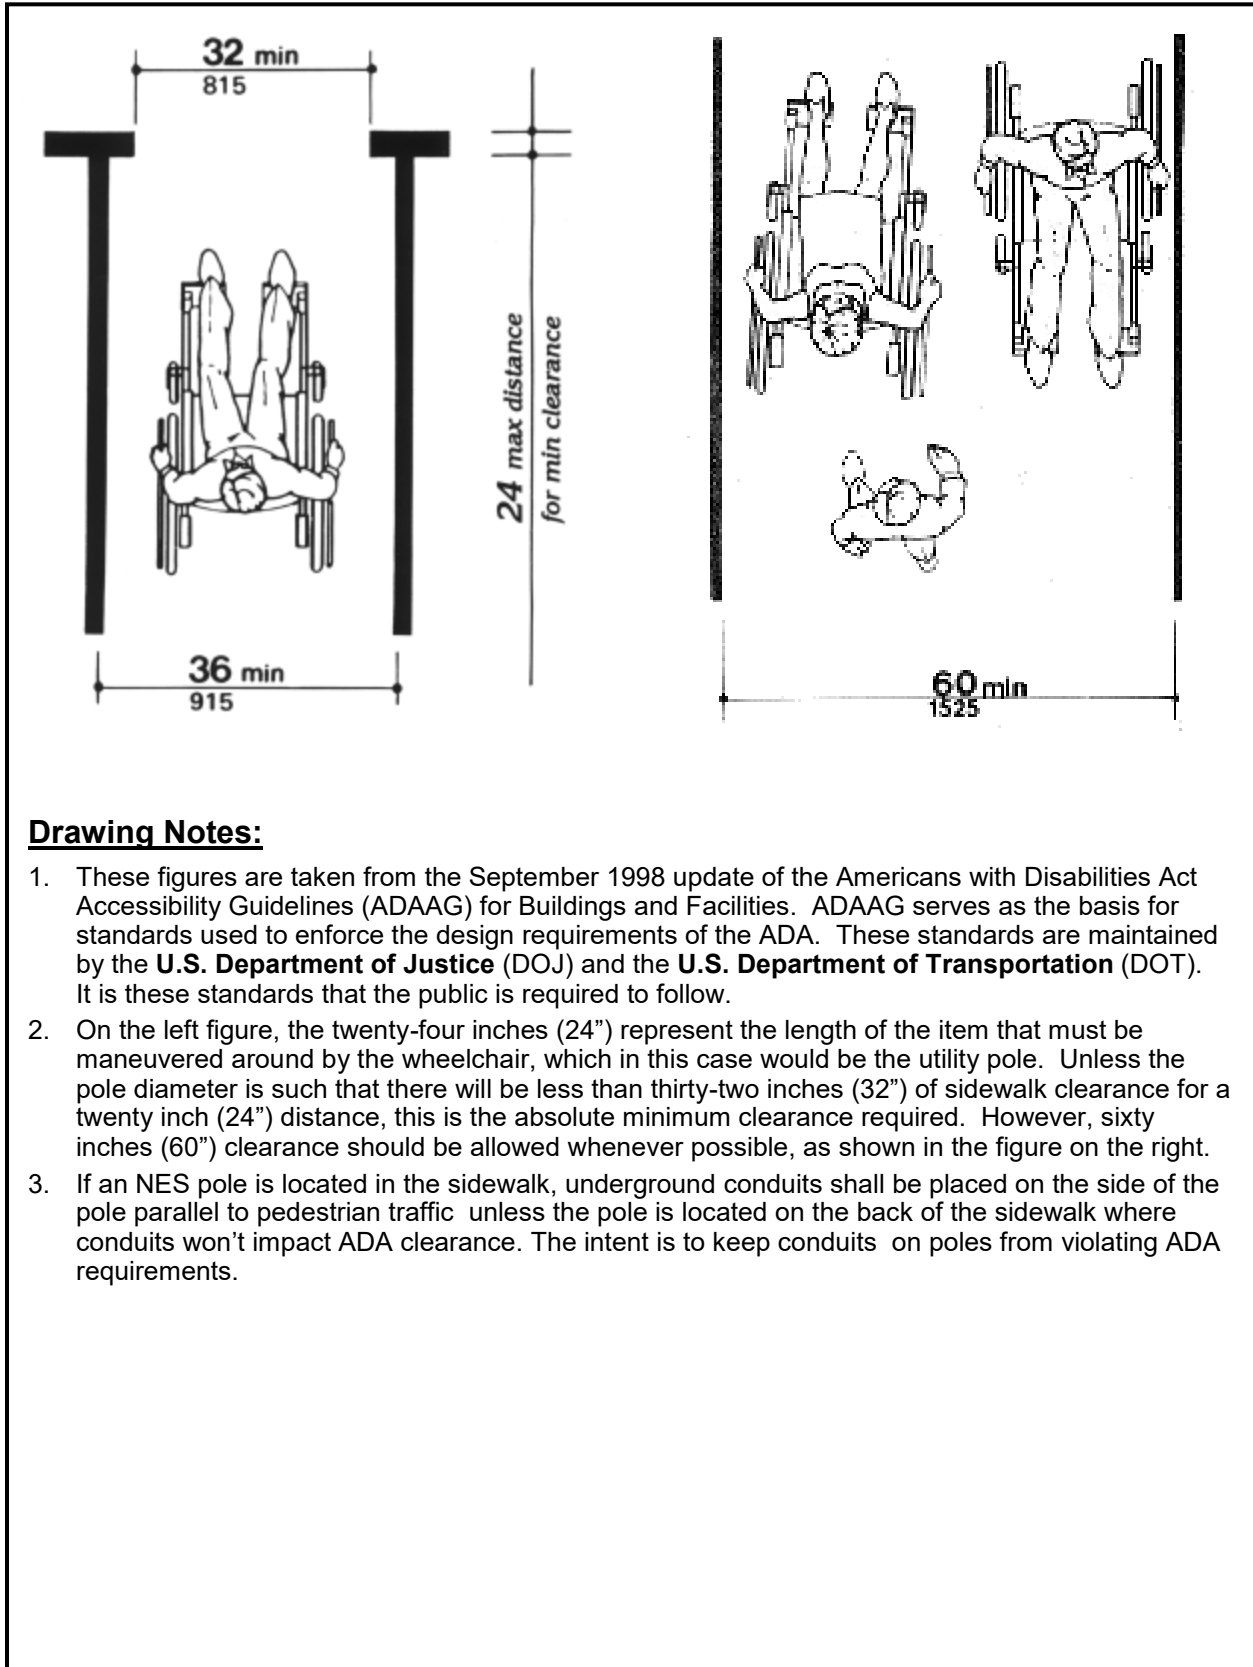 32 min
815
24 max distance
for min clearance
36 min
915
60 min
1525
Drawing Notes:
1. These figures are taken from the September 1998 update of the Americans with Disabilities Act
Accessibility Guidelines (ADAAG) for Buildings and Facilities.  ADAAG serves as the basis for
standards used to enforce the design requirements of the ADA.  These standards are maintained
by the U.S. Department of Justice (DOJ) and the U.S. Department of Transportation (DOT).
It is these standards that the public is required to follow.
2. On the left figure, the twenty-four inches (24”) represent the length of the item that must be
maneuvered around by the wheelchair, which in this case would be the utility pole.  Unless the
pole diameter is such that there will be less than thirty-two inches (32”) of sidewalk clearance for a
twenty inch (24”) distance, this is the absolute minimum clearance required.  However, sixty
inches (60”) clearance should be allowed whenever possible, as shown in the figure on the right.
3. If an NES pole is located in the sidewalk, underground conduits shall be placed on the side of the
pole parallel to pedestrian traffic  unless the pole is located on the back of the sidewalk where
conduits won’t impact ADA clearance. The intent is to keep conduits  on poles from violating ADA
requirements.